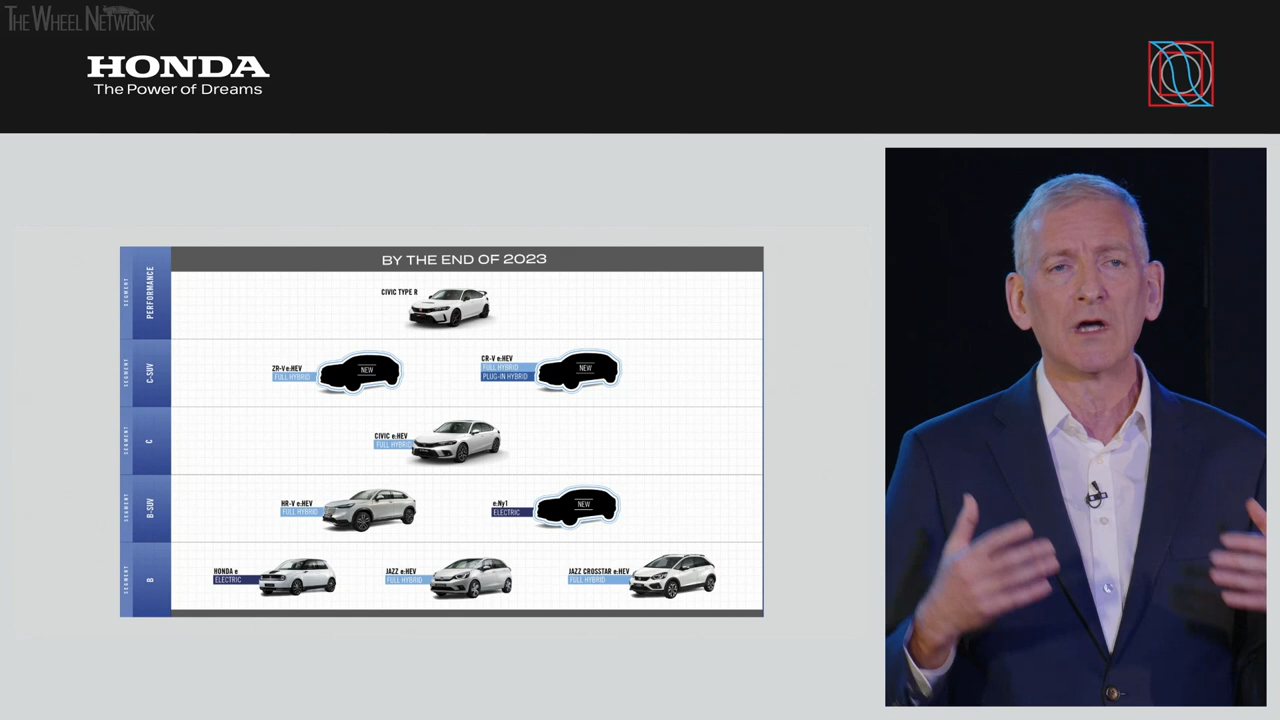 THE WHEEL NETWORK
HONDA
The Power of Dreams
BY THE END OF 2023
SEGMENT
PERFORMANCE
CIVIC TYPE R
SEGMENT
C-SUV
ZR-V e:HEV
FULL HYBRID
NEW
CR-V e:HEV
FULL HYBRID
PLUG-IN HYBRID
NEW
SEGMENT
C
CIVIC e:HEV
FULL HYBRID
SEGMENT
B-SUV
HR-V e:HEV
FULL HYBRID
e:Ny1
ELECTRIC
NEW
SEGMENT
B
HONDA e
ELECTRIC
JAZZ e:HEV
FULL HYBRID
JAZZ CROSSTAR e:HEV
FULL HYBRID